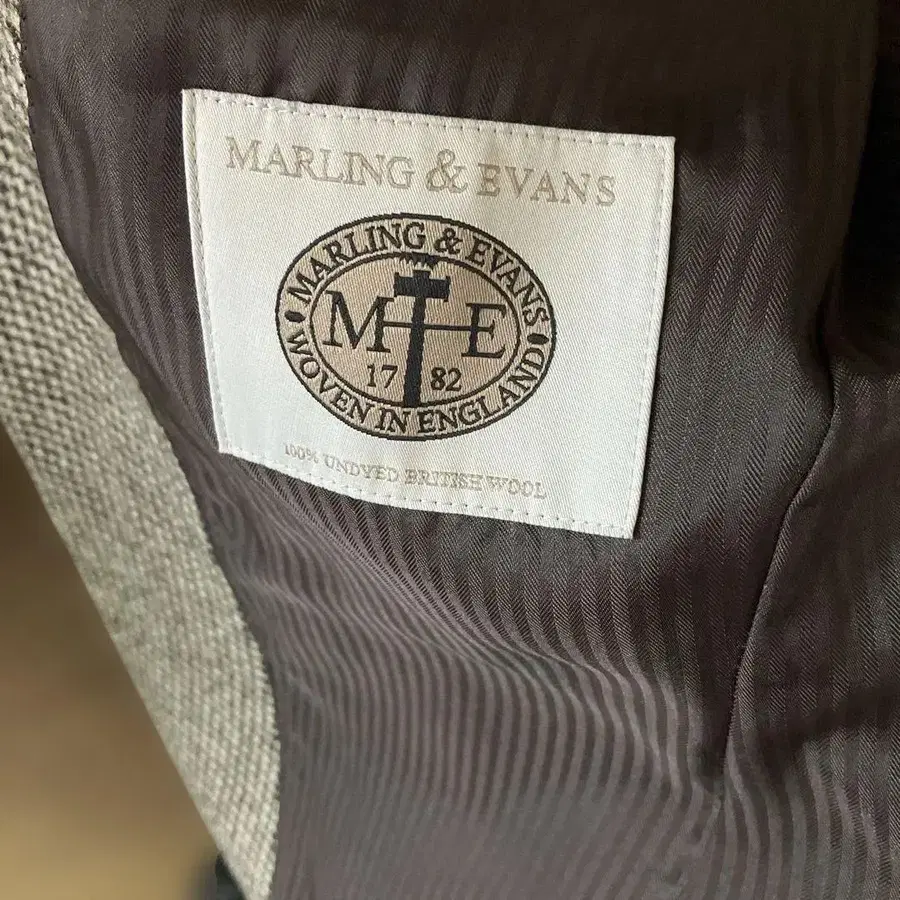 MARLING & EVANS
MARLING & EVANS
M E
17 82
WOVEN IN ENGLAND
100% UNDYED BRITISH WOOL